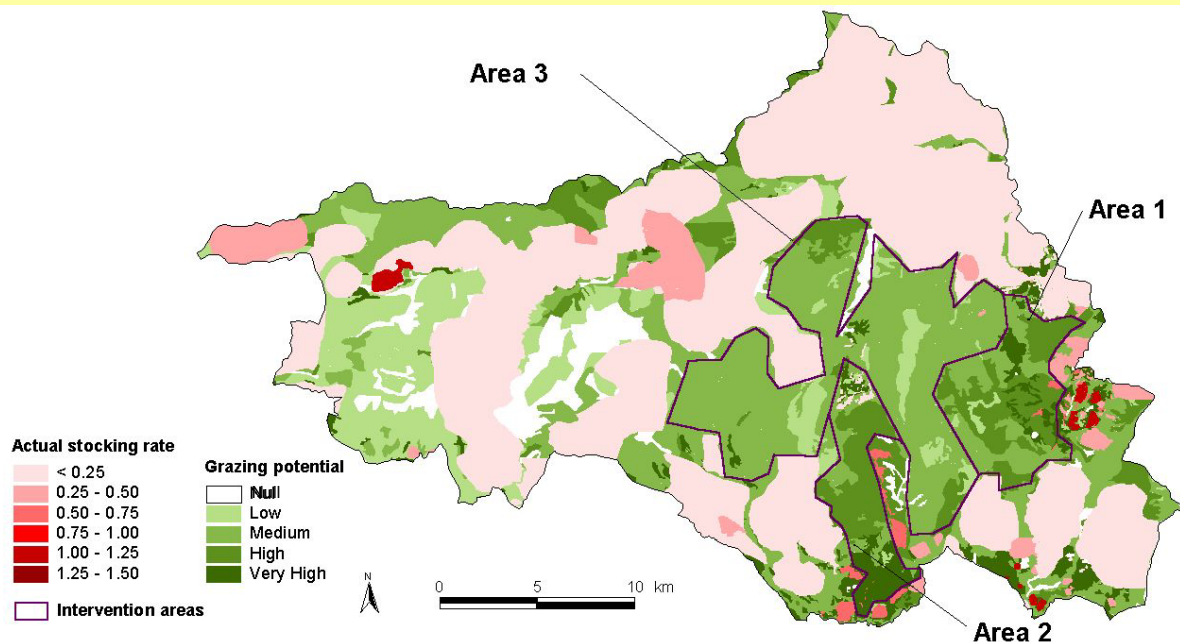 Area 3
Area 1
Actual stocking rate
< 0.25
0.25 - 0.50
0.50 - 0.75
0.75 - 1.00
1.00 - 1.25
1.25 - 1.50
Intervention areas
Grazing potential
Null
Low
Medium
High
Very High
N
0 5 10 km
Area 2